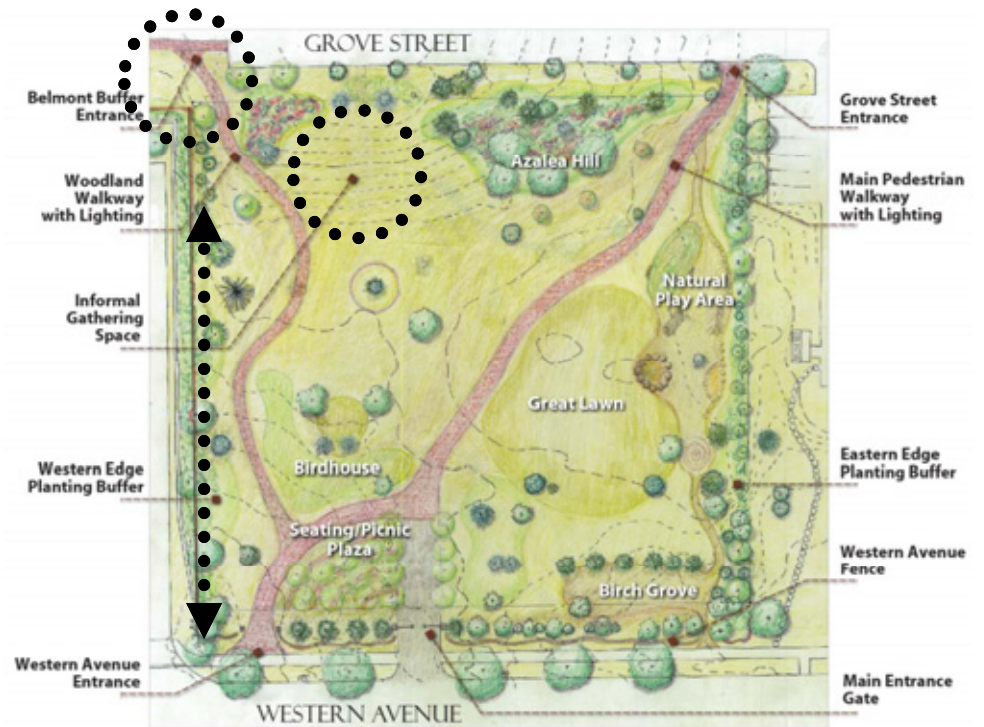 GROVE STREET
Belmont Buffer
Entrance
Woodland
Walkway
with Lighting
Informal
Gathering
Space
Western Edge
Planting Buffer
Western Avenue
Entrance
Azalea Hill
Natural
Play Area
Great Lawn
Birdhouse
Seating/Picnic
Plaza
Birch Grove
Grove Street
Entrance
Main Pedestrian
Walkway
with Lighting
Eastern Edge
Planting Buffer
Western Avenue
Fence
Main Entrance
Gate
WESTERN AVENUE